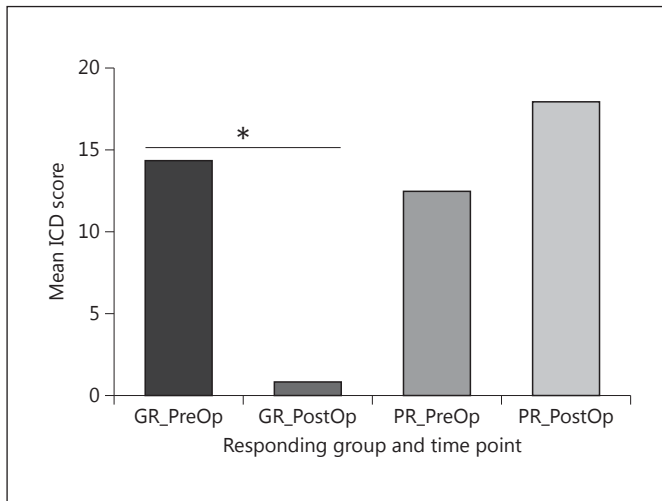 20
15
10
5
0
Mean ICD score
*
GR_PreOp
GR_PostOp
PR_PreOp
PR_PostOp
Responding group and time point